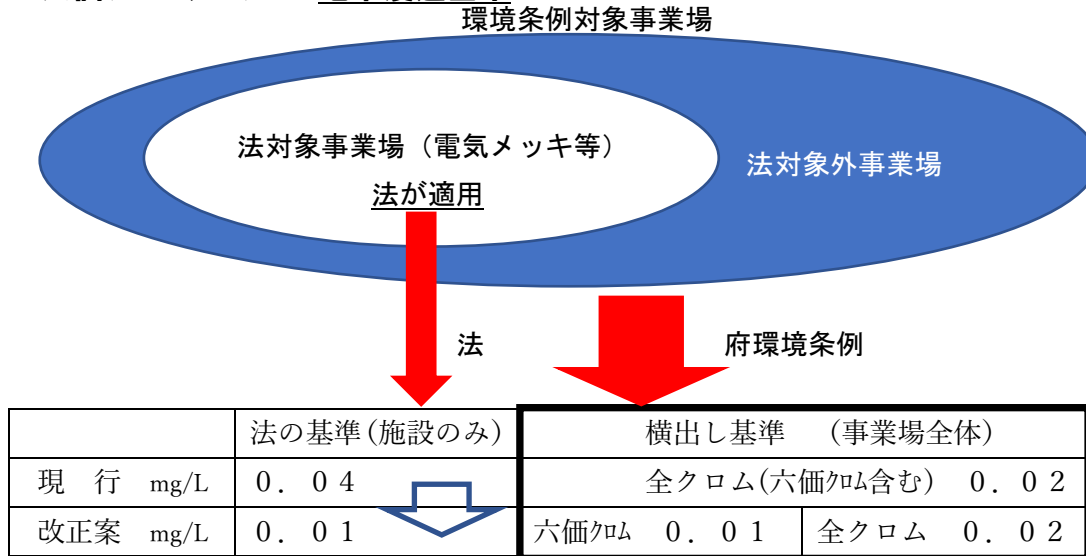 環境条例対象事業場
法対象事業場（電気メッキ等）
法が適用
法対象外事業場
法
府環境条例
法の基準(施設のみ) 横出し基準 （事業場全体）
現 行 mg/L ０．０４ 全クロム(六価ｸﾛﾑ含む) ０．０２
改正案 mg/L ０．０１ 六価ｸﾛﾑ ０．０１ 全クロム ０．０２